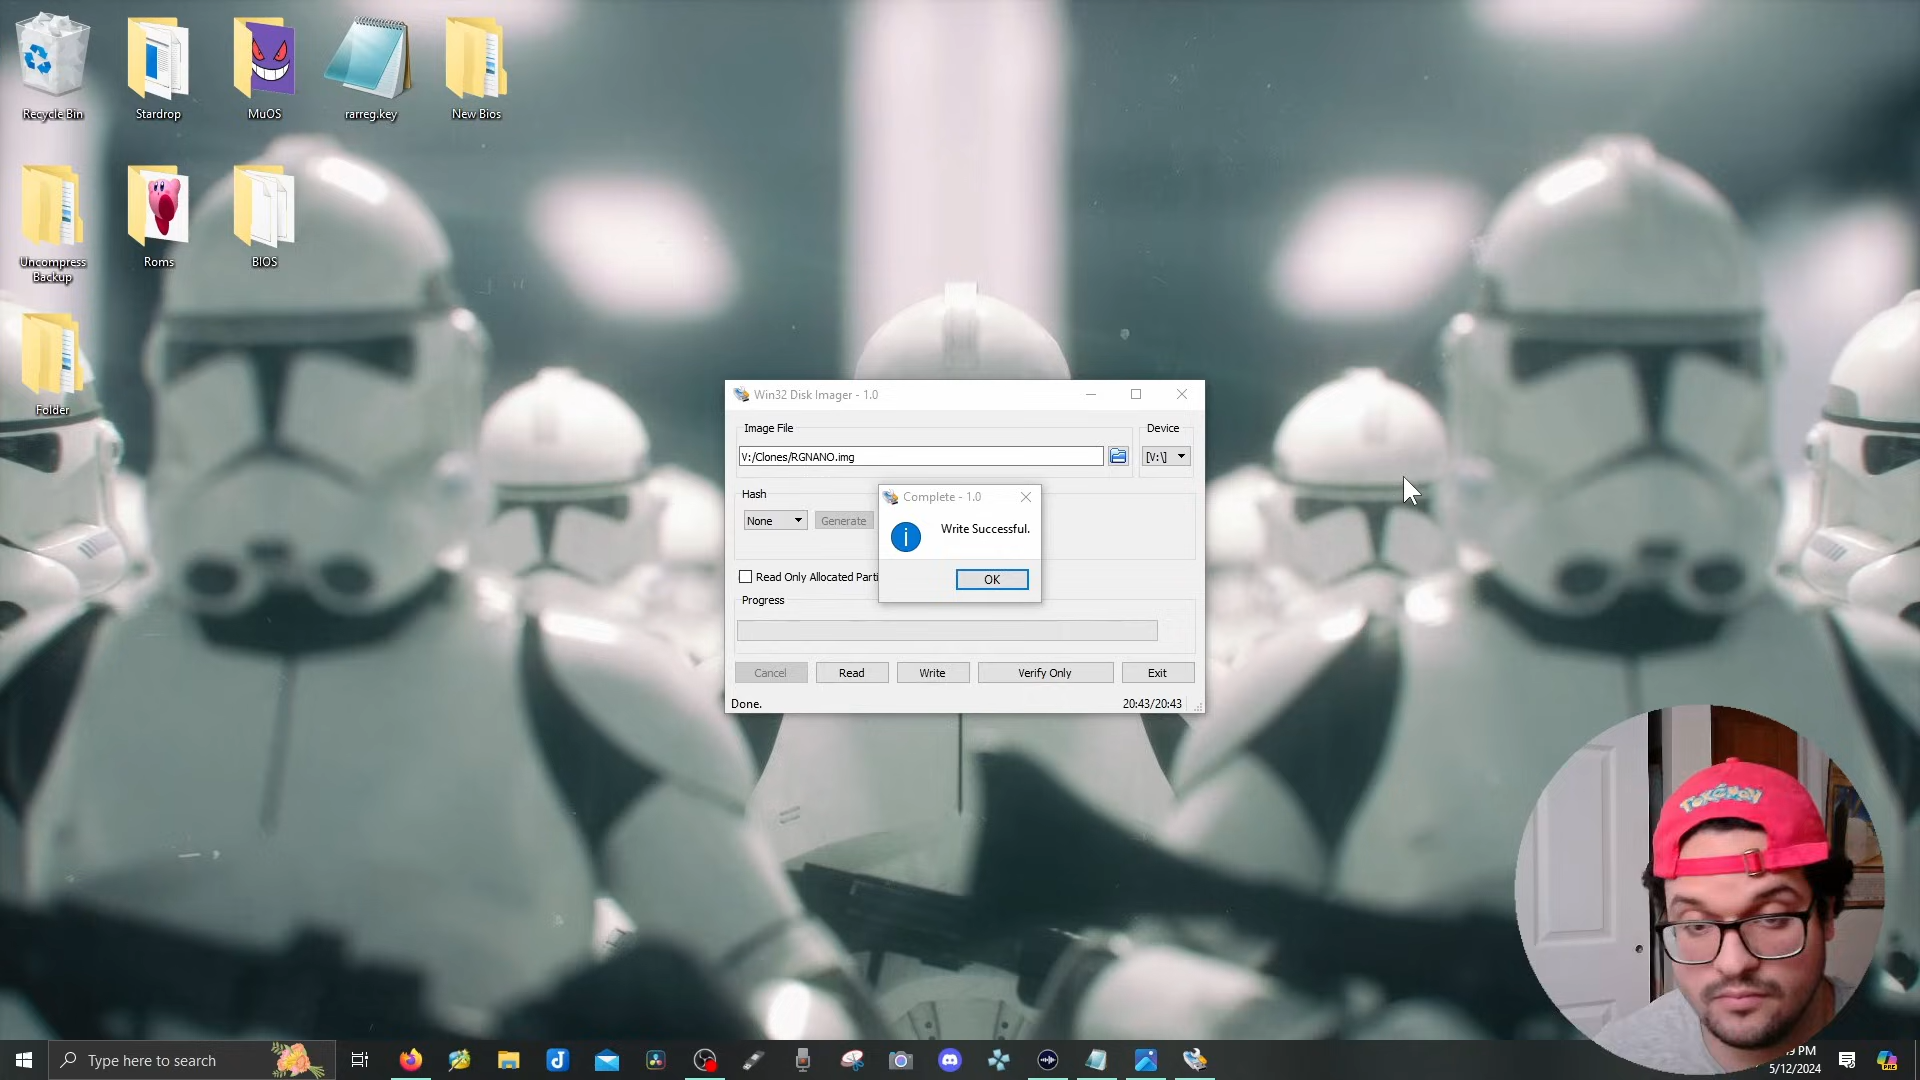 Recycle Bin
Stardrop
MuOS
rarreg.key
New Bios
Uncompress
Backup
Roms
BIOS
Folder
Win32 Disk Imager - 1.0
Image File
Device
V:/Clones/RGNANO.img
[V:\]
Hash
None
Generate
Complete - 1.0
Write Successful.
OK
Read Only Allocated Parti
Progress
Cancel
Read
Write
Verify Only
Exit
Done.
20:43/20:43
POKéMON
Type here to search
9 PM
5/12/2024
PRE